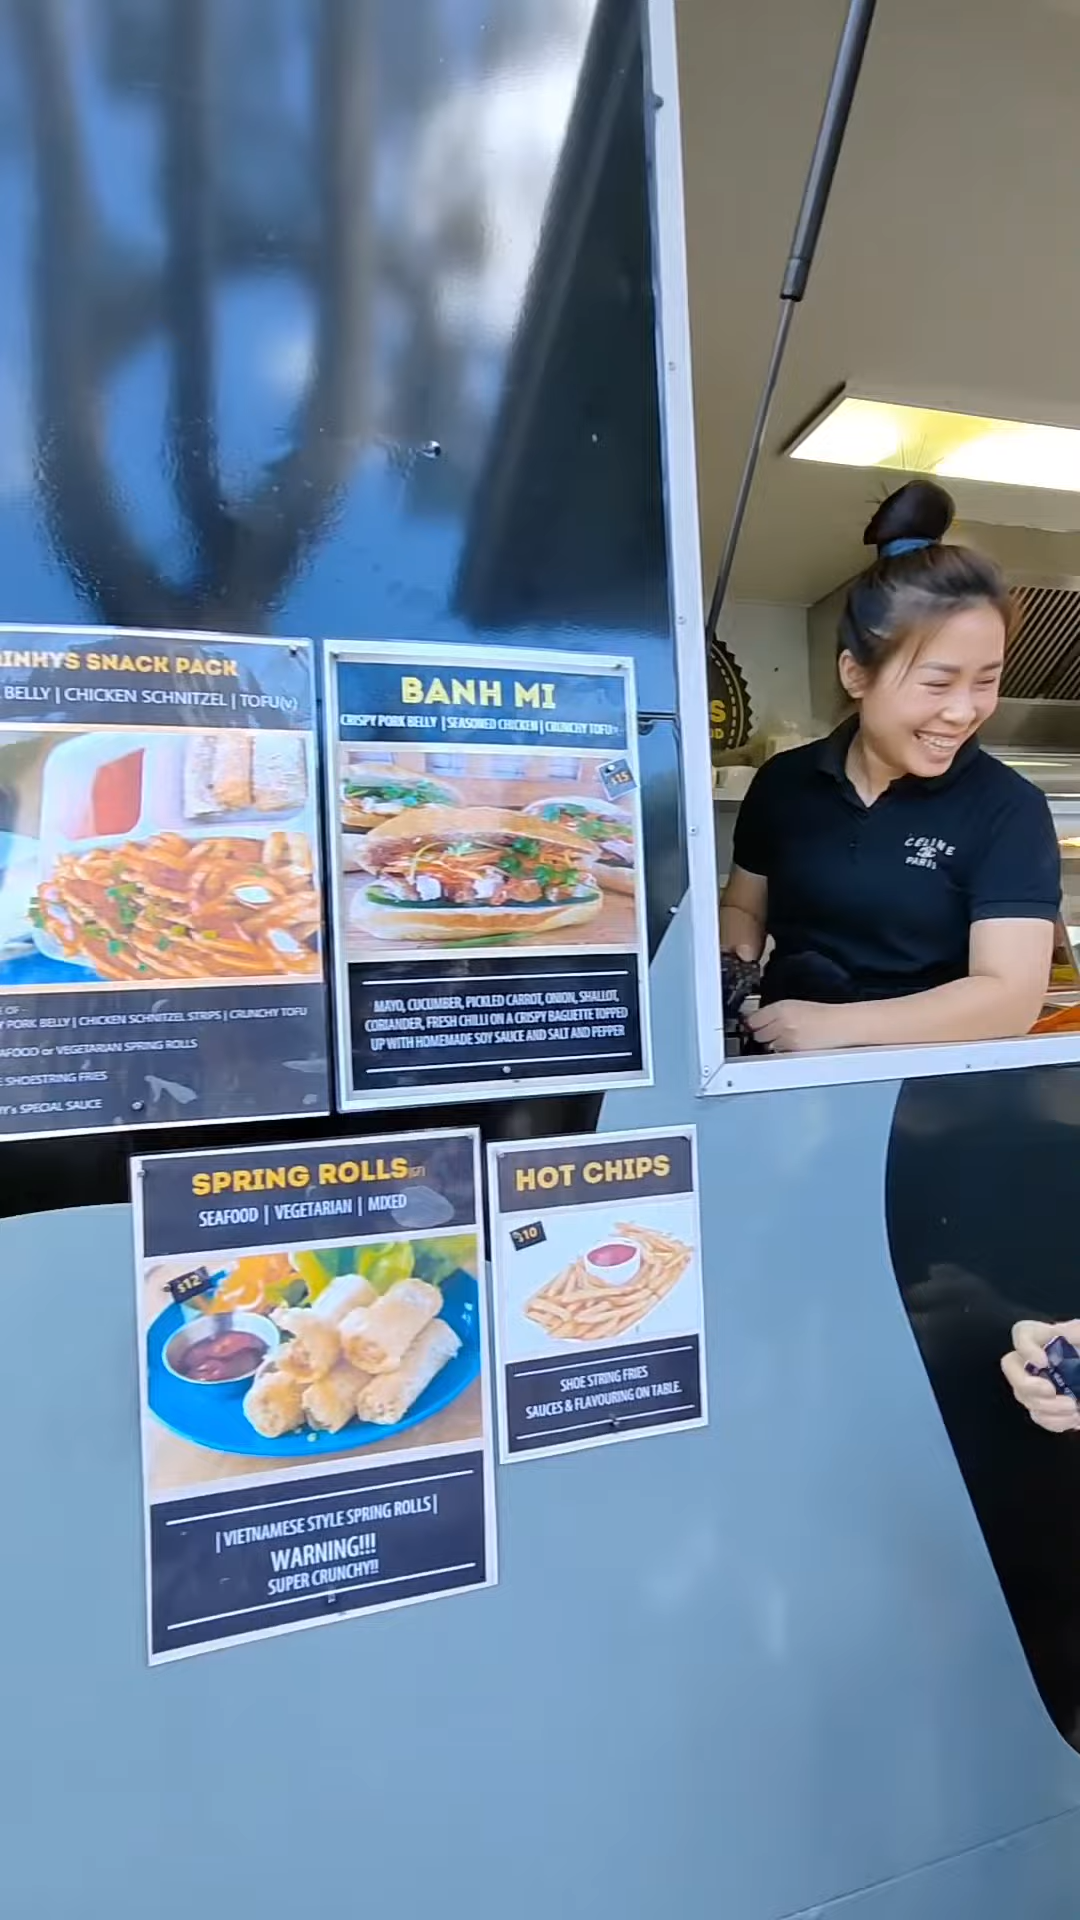 SNACK PACK
BELLY | CHICKEN SCHNITZEL | TOFU(v)
PORK BELLY | CHICKEN SCHNITZEL STRIPS | CRUNCHY TOFU
or VEGETARIAN SPRING ROLLS
SHOESTRING FRIES
SPECIAL SAUCE
BANH MI
CRISPY PORK BELLY | SEASONED CHICKEN | CRUNCHY TOFU
$15
MAYO, CUCUMBER, PICKLED CARROT, ONION, SHALLOT,
CORIANDER, FRESH CHILLI ON A CRISPY BAGUETTE TOPPED
UP WITH HOMEMADE SOY SAUCE AND SALT AND PEPPER
SPRING ROLLS
SEAFOOD | VEGETARIAN | MIXED
$12
| VIETNAMESE STYLE SPRING ROLLS |
WARNING!!!
SUPER CRUNCHY!!
HOT CHIPS
$10
SHOE STRING FRIES
SAUCES & FLAVOURING ON TABLE.
CELINE
PARIS